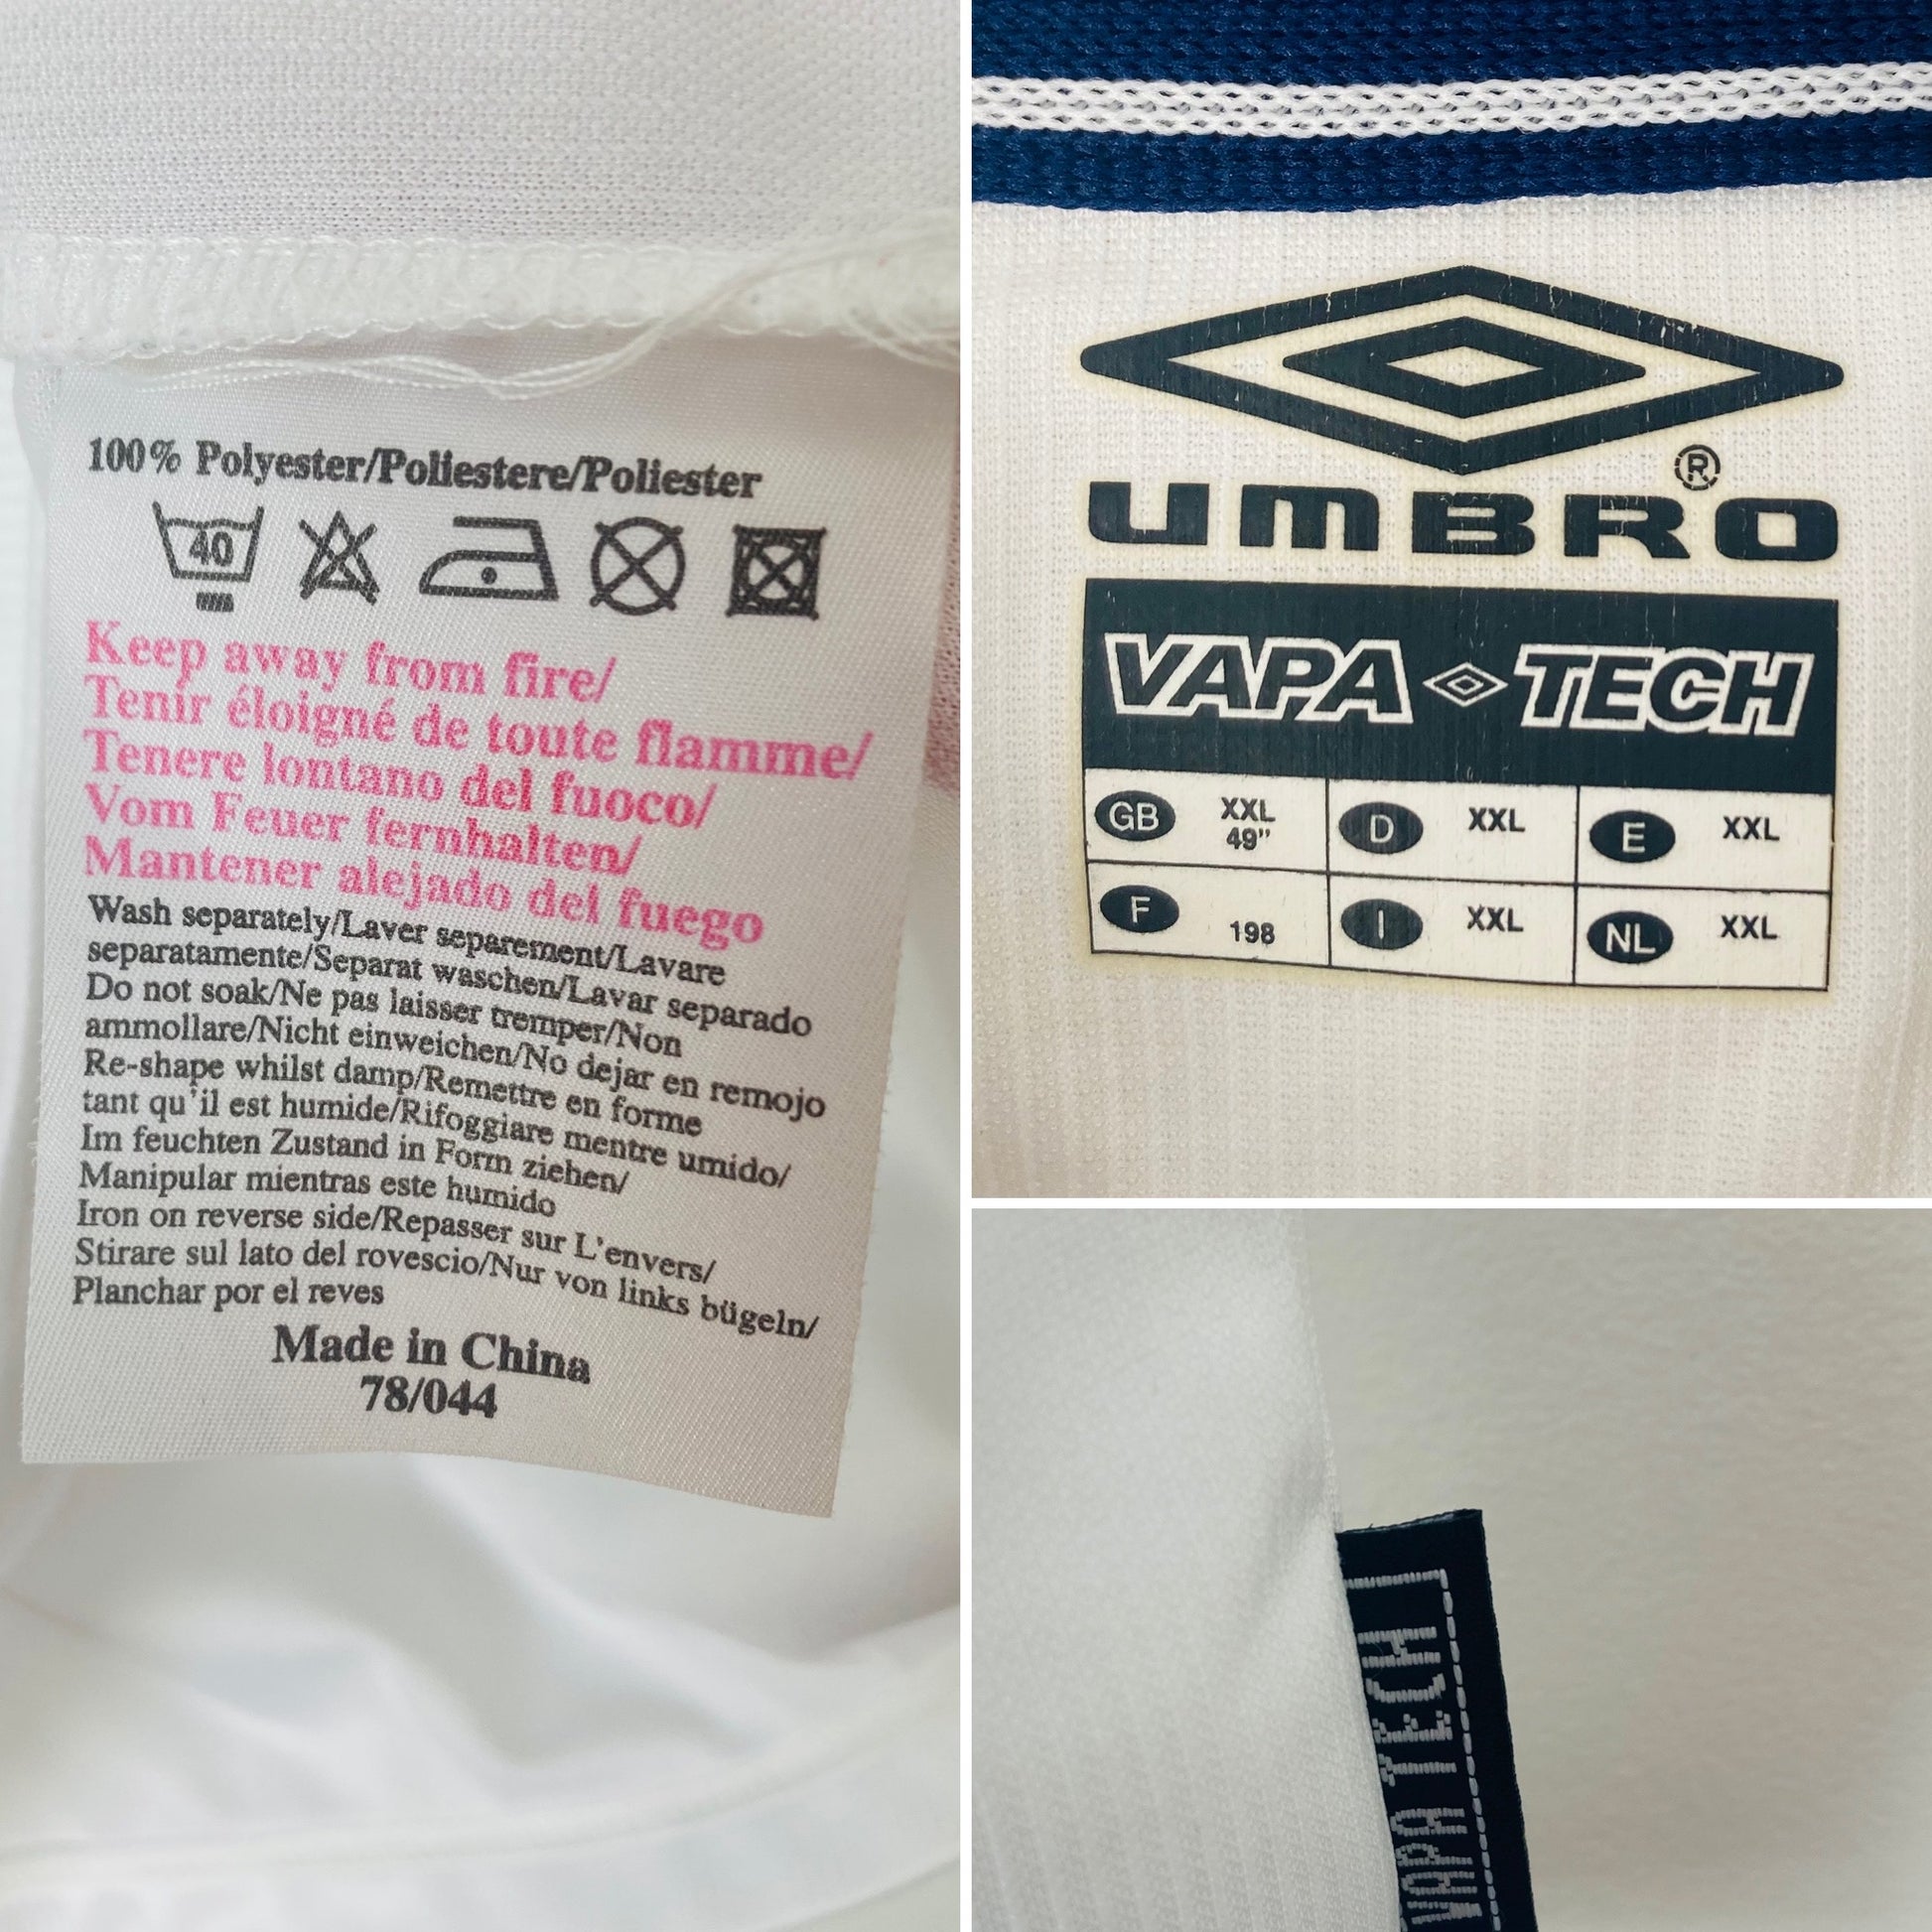 100% Polyester/Poliestere/Poliester
40
Keep away from fire/
Tenir éloigné de toute flamme/
Tenere lontano del fuoco/
Vom Feuer fernhalten/
Mantener alejado del fuego
Wash separately/Laver separement/Lavare
separatamente/Separat waschen/Lavar separado
Do not soak/Ne pas laisser tremper/Non
ammollare/Nicht einweichen/No dejar en remojo
Re-shape whilst damp/Remettre en forme
tant qu'il est humide/Rifoggiare mentre umido/
Im feuchten Zustand in Form ziehen/
Manipular mientras este humido
Iron on reverse side/Repasser sur L'envers/
Stirare sul lato del rovescio/Nur von links bügeln/
Planchar por el reves
Made in China
78/044
UMBRO®
VAPA TECH
GB XXL 49" D XXL E XXL
F 198 I XXL NL XXL
VAPA TECH